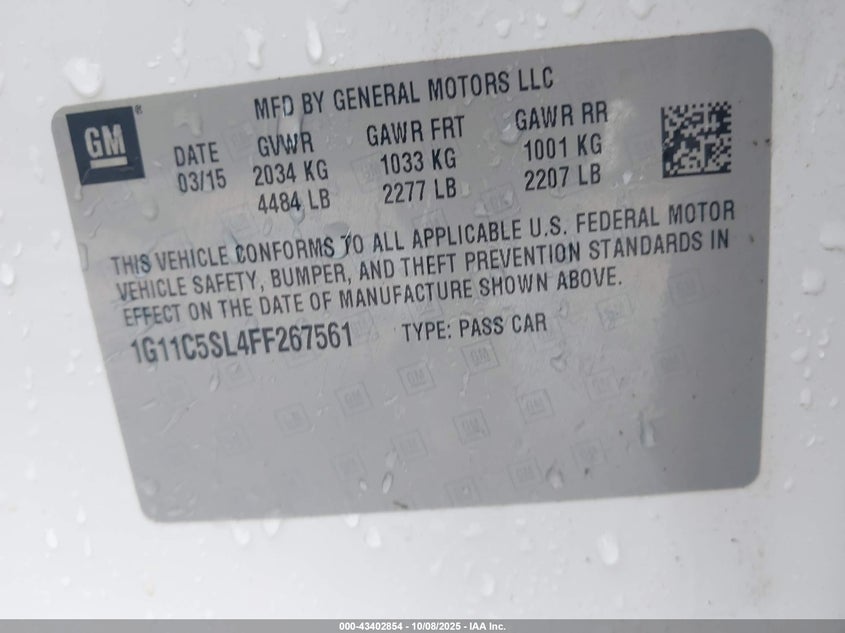 MFD BY GENERAL MOTORS LLC
GM®
DATE
03/15
GVWR
2034 KG
4484 LB
GAWR FRT
1033 KG
2277 LB
GAWR RR
1001 KG
2207 LB
THIS VEHICLE CONFORMS TO ALL APPLICABLE U.S. FEDERAL MOTOR
VEHICLE SAFETY, BUMPER, AND THEFT PREVENTION STANDARDS IN
EFFECT ON THE DATE OF MANUFACTURE SHOWN ABOVE.
1G11C5SL4FF267561 TYPE: PASS CAR
000-43402854 - 10/08/2025 - IAA Inc.